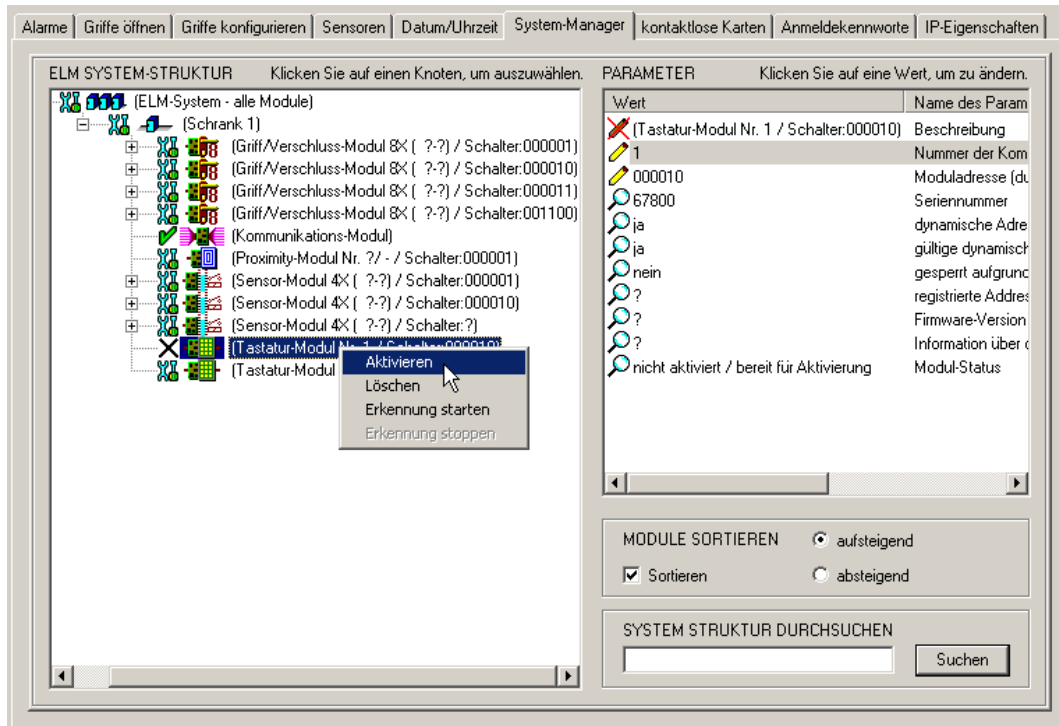 Alarme Griffe öffnen Griffe konfigurieren Sensoren Datum/Uhrzeit System-Manager kontaktlose Karten Anmeldekennworte IP-Eigenschaften
ELM SYSTEM-STRUKTUR Klicken Sie auf einen Knoten, um auszuwählen.
(ELM-System - alle Module)
(Schrank 1)
(Griff/Verschluss-Modul 8X ( ?-?) / Schalter:000001)
(Griff/Verschluss-Modul 8X ( ?-?) / Schalter:000010)
(Griff/Verschluss-Modul 8X ( ?-?) / Schalter:000011)
(Griff/Verschluss-Modul 8X ( ?-?) / Schalter:001100)
(Kommunikations-Modul)
(Proximity-Modul Nr. ?/ - / Schalter:000001)
(Sensor-Modul 4X ( ?-?) / Schalter:000001)
(Sensor-Modul 4X ( ?-?) / Schalter:000010)
(Sensor-Modul 4X ( ?-?) / Schalter:?)
(Tastatur-Modul Nr. 1 / Schalter:000010)
(Tastatur-Modul
Aktivieren
Löschen
Erkennung starten
Erkennung stoppen
PARAMETER Klicken Sie auf eine Wert, um zu ändern.
Wert Name des Param
(Tastatur-Modul Nr. 1 / Schalter:000010) Beschreibung
1 Nummer der Kom
000010 Moduladresse (du
67800 Seriennummer
ja dynamische Adre
ja gültige dynamisch
nein gesperrt aufgrund
? registrierte Addres
? Firmware-Version
? Information über
nicht aktiviert / bereit für Aktivierung Modul-Status
MODULE SORTIEREN aufsteigend
Sortieren absteigend
SYSTEM STRUKTUR DURCHSUCHEN
Suchen